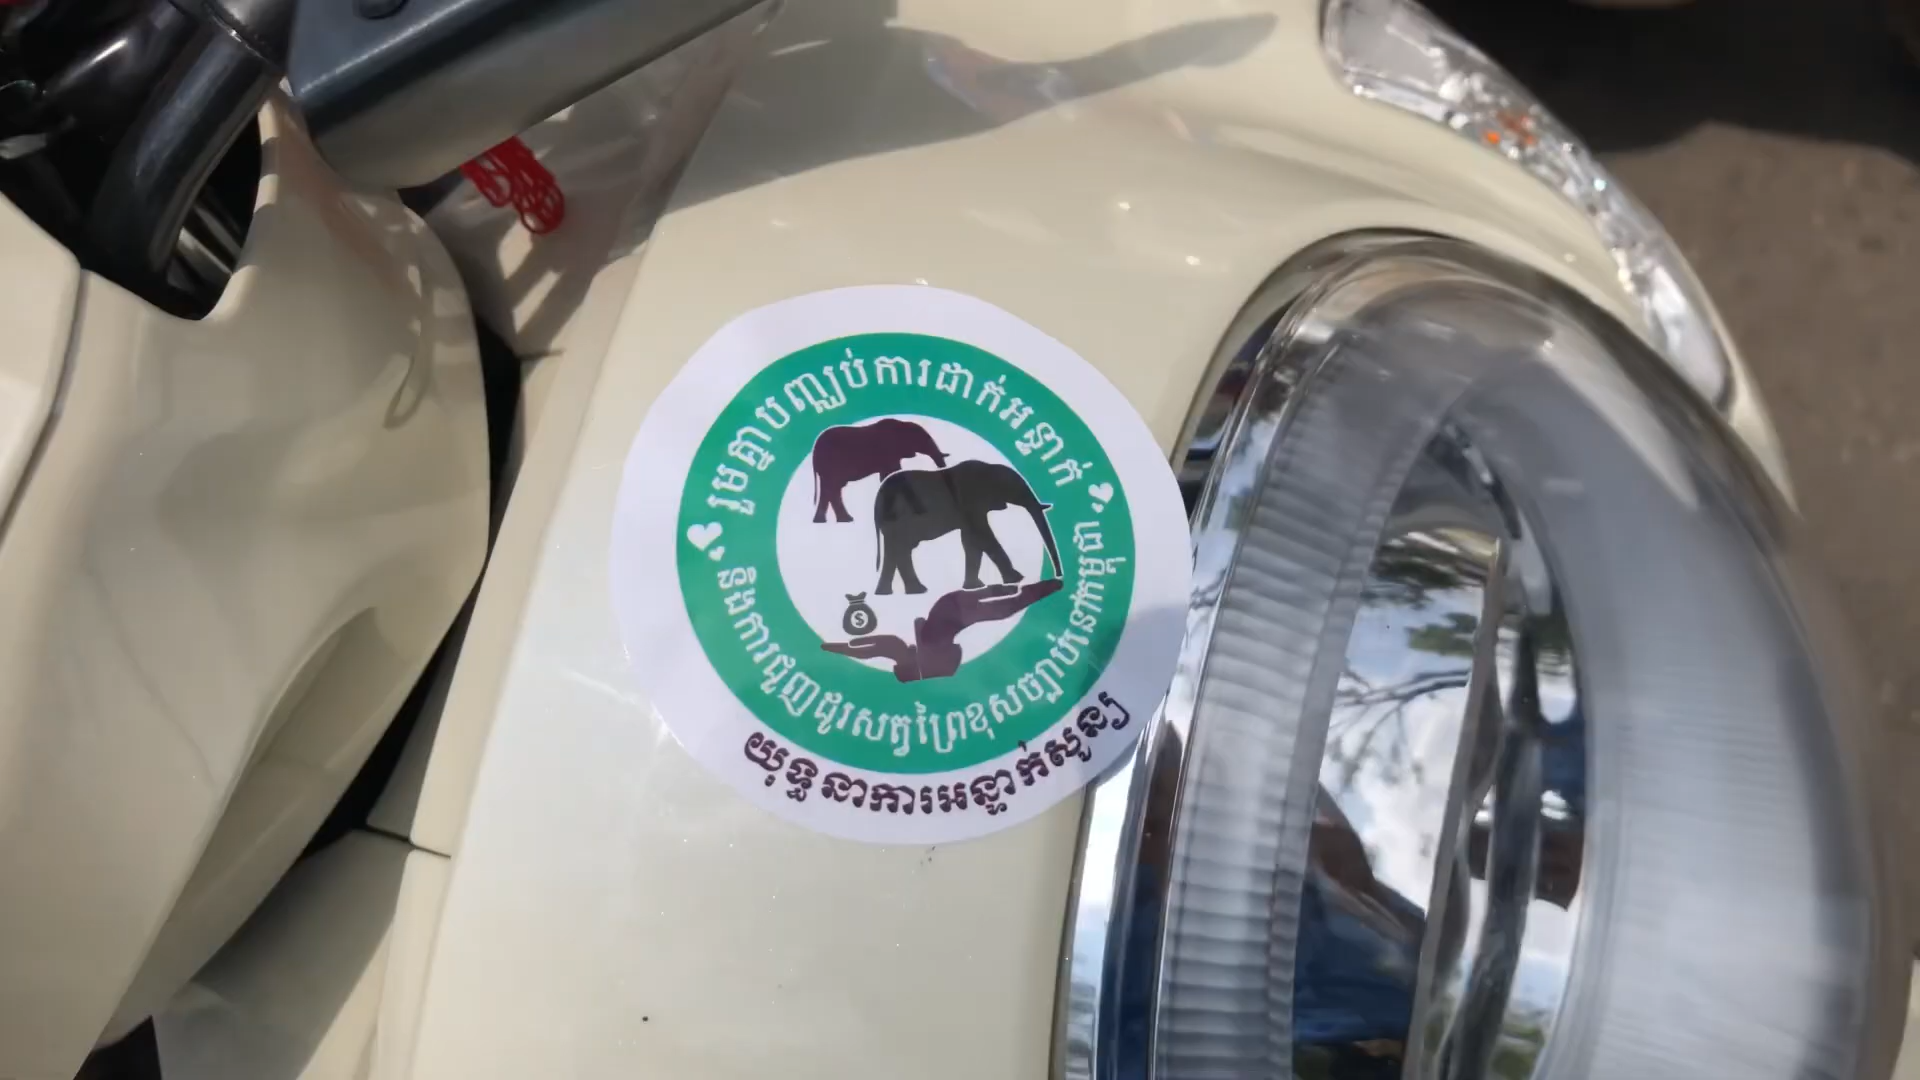 រួមគ្នាបញ្ឈប់ការដាក់អន្ទាក់
និងការជួញដូរសត្វព្រៃខុសច្បាប់នៅកម្ពុជា
យុទ្ធនាការអន្ទាក់សូន្យ
$